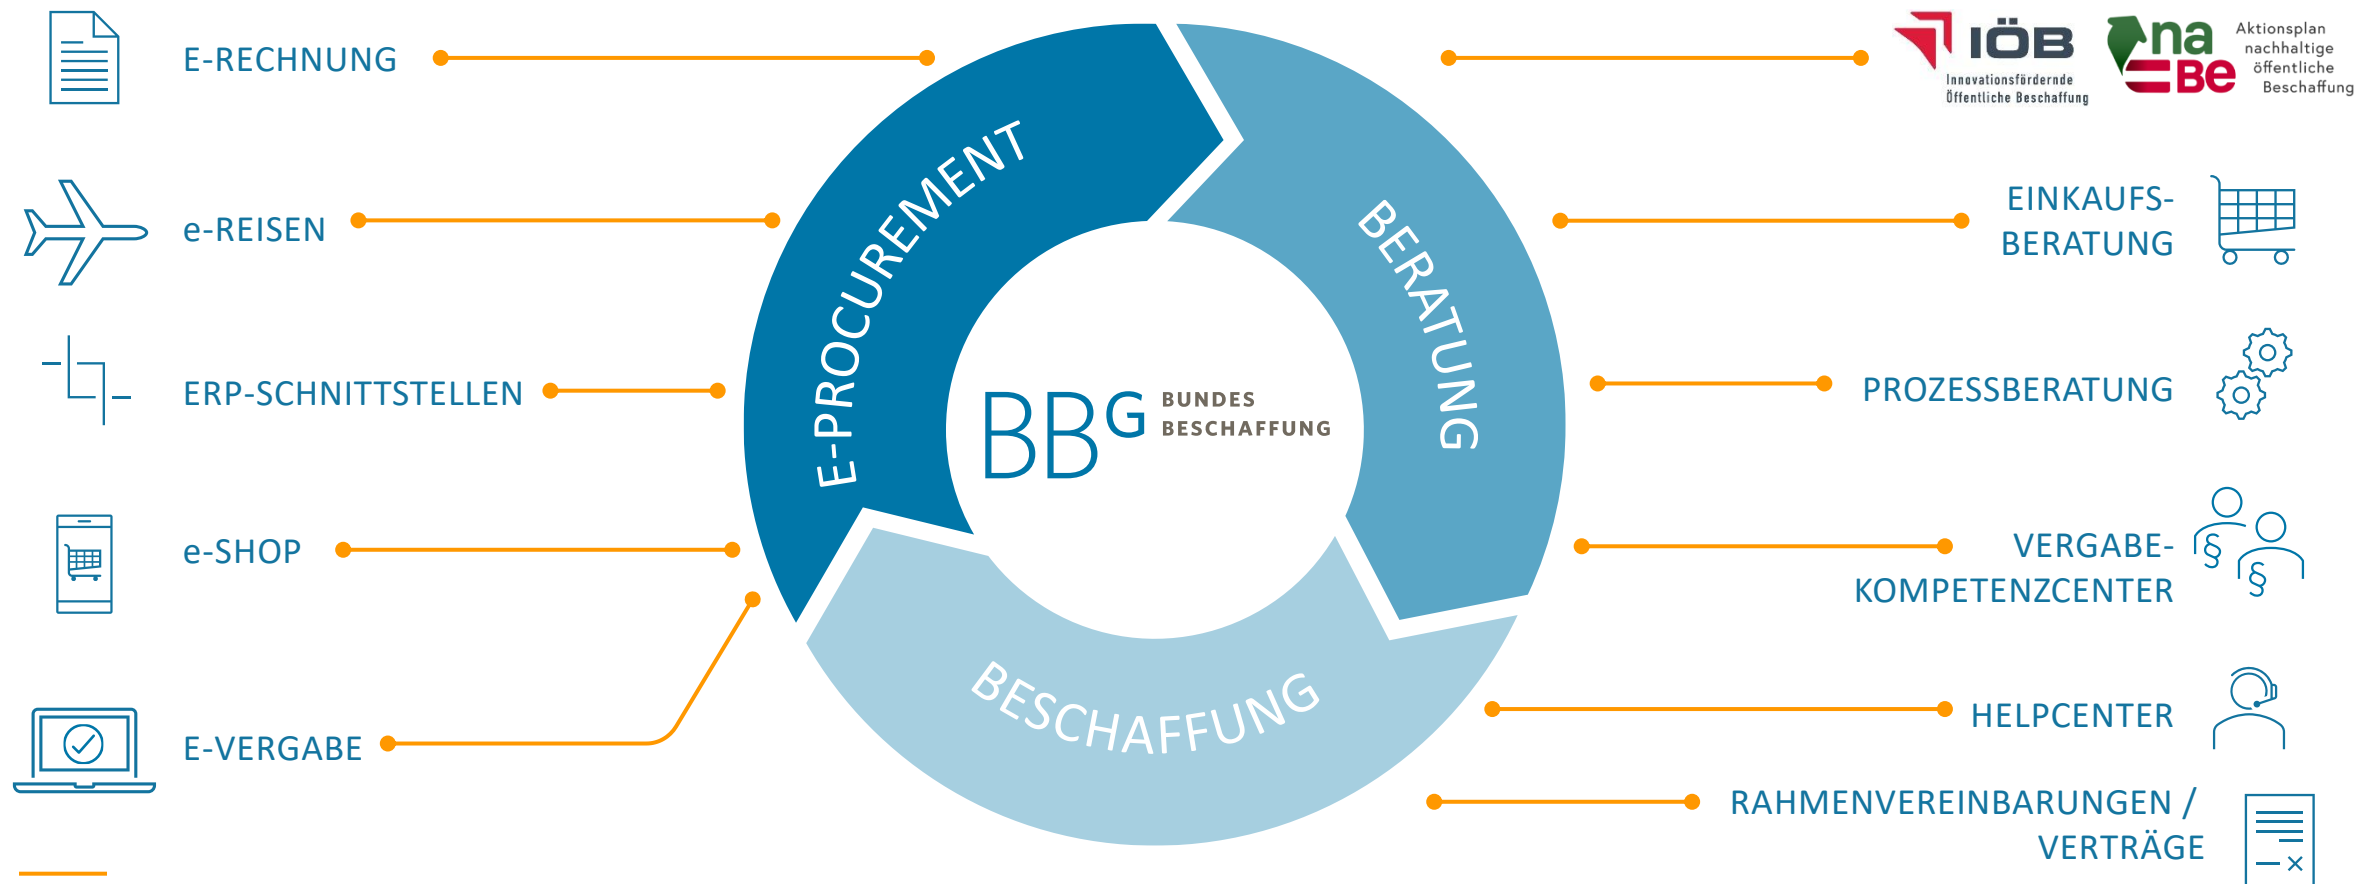 E-RECHNUNG
e-REISEN
ERP-SCHNITTSTELLEN
e-SHOP
E-VERGABE
E-PROCUREMENT
BERATUNG
BESCHAFFUNG
BBG BUNDES
BESCHAFFUNG
IÖB
Innovationsfördernde
Öffentliche Beschaffung
na
Be
Aktionsplan
nachhaltige
öffentliche
Beschaffung
EINKAUFS-
BERATUNG
PROZESSBERATUNG
VERGABE-
KOMPETENZCENTER
§
§
HELPCENTER
RAHMENVEREINBARUNGEN /
VERTRÄGE